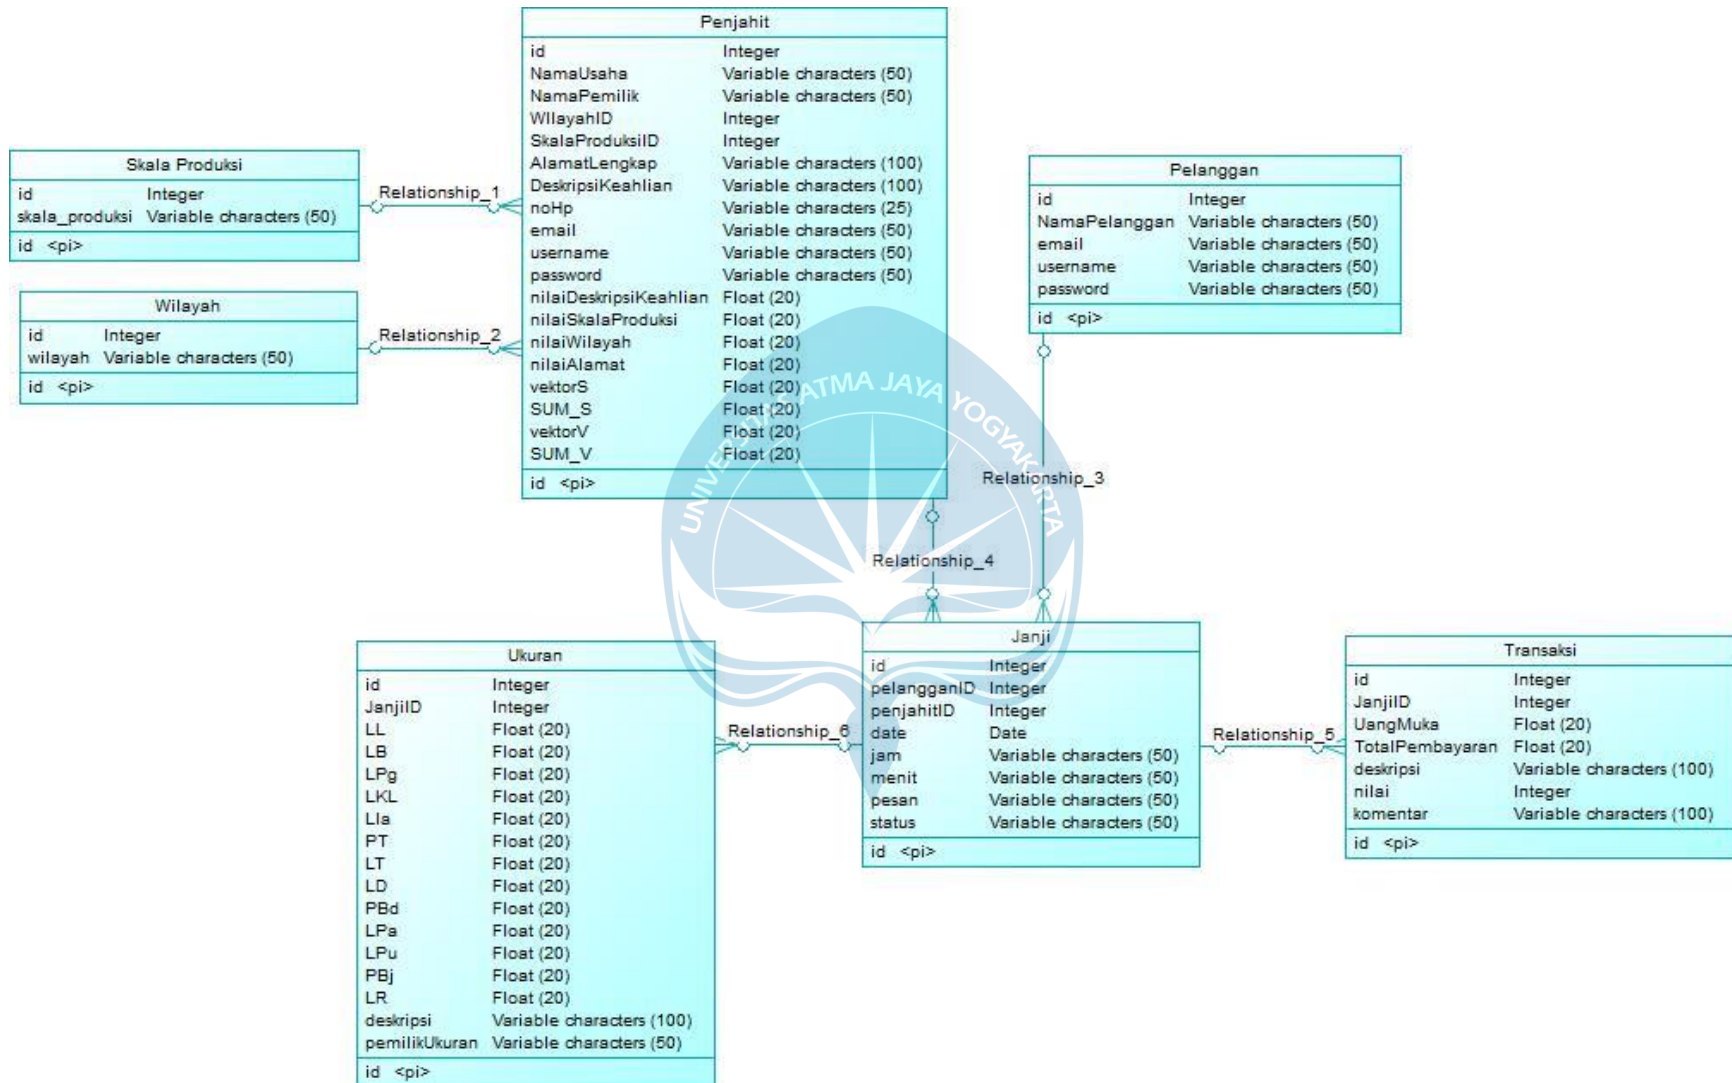 Penjahit
id Integer
NamaUsaha Variable characters (50)
NamaPemilik Variable characters (50)
WIlayahID Integer
SkalaProduksiID Integer
AlamatLengkap Variable characters (100)
DeskripsiKeahlian Variable characters (100)
noHp Variable characters (25)
email Variable characters (50)
username Variable characters (50)
password Variable characters (50)
nilaiDeskripsiKeahlian Float (20)
nilaiSkalaProduksi Float (20)
nilaiWilayah Float (20)
nilaiAlamat Float (20)
vektorS Float (20)
SUM_S Float (20)
vektorV Float (20)
SUM_V Float (20)
id <pi>
Skala Produksi
id Integer
skala_produksi Variable characters (50)
id <pi>
Relationship_1
Wilayah
id Integer
wilayah Variable characters (50)
id <pi>
Relationship_2
Pelanggan
id Integer
NamaPelanggan Variable characters (50)
email Variable characters (50)
username Variable characters (50)
password Variable characters (50)
id <pi>
UNIVERSITAS ATMA JAYA YOGYAKARTA
Relationship_3
Relationship_4
Ukuran
id Integer
JanjiID Integer
LL Float (20)
LB Float (20)
LPg Float (20)
LKL Float (20)
LIa Float (20)
PT Float (20)
LT Float (20)
LD Float (20)
PBd Float (20)
LPa Float (20)
LPu Float (20)
PBj Float (20)
LR Float (20)
deskripsi Variable characters (100)
pemilikUkuran Variable characters (50)
id <pi>
Relationship_6
Janji
id Integer
pelangganID Integer
penjahitID Integer
date Date
jam Variable characters (50)
menit Variable characters (50)
pesan Variable characters (50)
status Variable characters (50)
id <pi>
Relationship_5
Transaksi
id Integer
JanjiID Integer
UangMuka Float (20)
TotalPembayaran Float (20)
deskripsi Variable characters (100)
nilai Integer
komentar Variable characters (100)
id <pi>